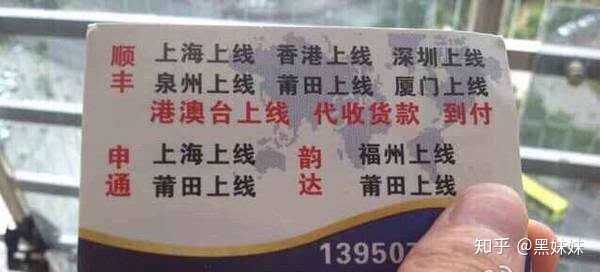 顺丰
上海上线 香港上线 深圳上线
泉州上线 莆田上线 厦门上线
港澳台上线 代收货款 到付
申通
上海上线
莆田上线
韵达
福州上线
莆田上线
139507
知乎 @黑妹妹